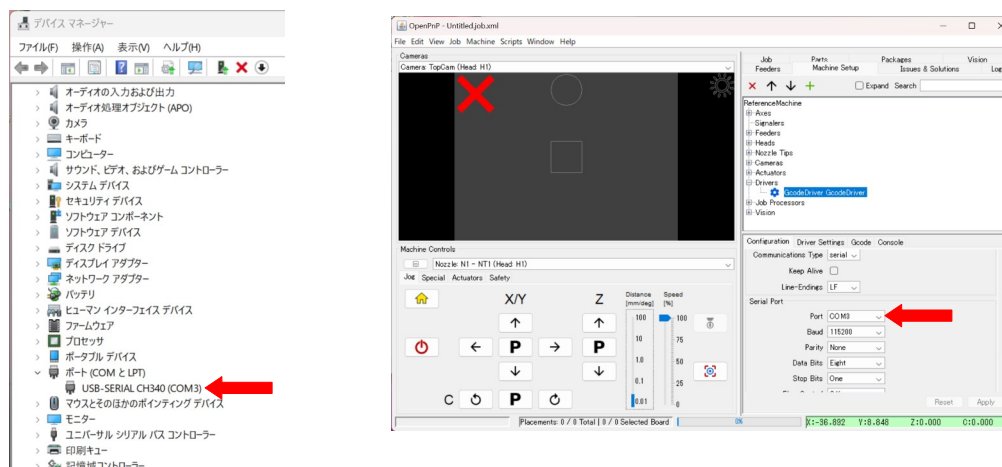 デバイス マネージャー
ファイル(F) 操作(A) 表示(V) ヘルプ(H)
オーディオの入力および出力
オーディオ処理オブジェクト (APO)
カメラ
キーボード
コンピューター
サウンド、ビデオ、およびゲーム コントローラー
システム デバイス
セキュリティ デバイス
ソフトウェア コンポーネント
ソフトウェア デバイス
ディスク ドライブ
ディスプレイ アダプター
ネットワーク アダプター
バッテリ
ヒューマン インターフェイス デバイス
ファームウェア
プロセッサ
ポータブル デバイス
ポート (COM と LPT)
USB-SERIAL CH340 (COM3)
マウスとそのほかのポインティング デバイス
モニター
ユニバーサル シリアル バス コントローラー
印刷キュー
記憶域コントローラー
OpenPnP - Untitled.job.xml
File Edit View Job Machine Scripts Window Help
Cameras
Camera: TopCam (Head: H1)
Machine Controls
Nozzle: N1 - NT1 (Head: H1)
Jog Special Actuators Safety
X/Y Z
Distance [mm/deg]
Speed [%]
100 100
10 75
1.0 50
0.1 25
0.01 0
P P
C P
Placements: 0 / 0 Total | 0 / 0 Selected Board 0%
X:-36.892 Y:8.848 Z:0.000 C:0.000
Job Parts Packages Vision
Feeders Machine Setup Issues & Solutions Log
Expand Search
ReferenceMachine
Axes
Signalers
Feeders
Heads
Nozzle Tips
Cameras
Actuators
Drivers
GcodeDriver GcodeDriver
Job Processors
Vision
Configuration Driver Settings Gcode Console
Communications Type serial
Keep Alive
Line-Endings LF
Serial Port
Port COM3
Baud 115200
Parity None
Data Bits Eight
Stop Bits One
Reset Apply